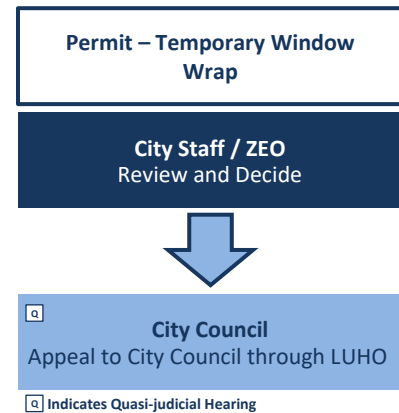 Permit – Temporary Window
Wrap
City Staff / ZEO
Review and Decide
Q
City Council
Appeal to City Council through LUHO
Q Indicates Quasi-judicial Hearing